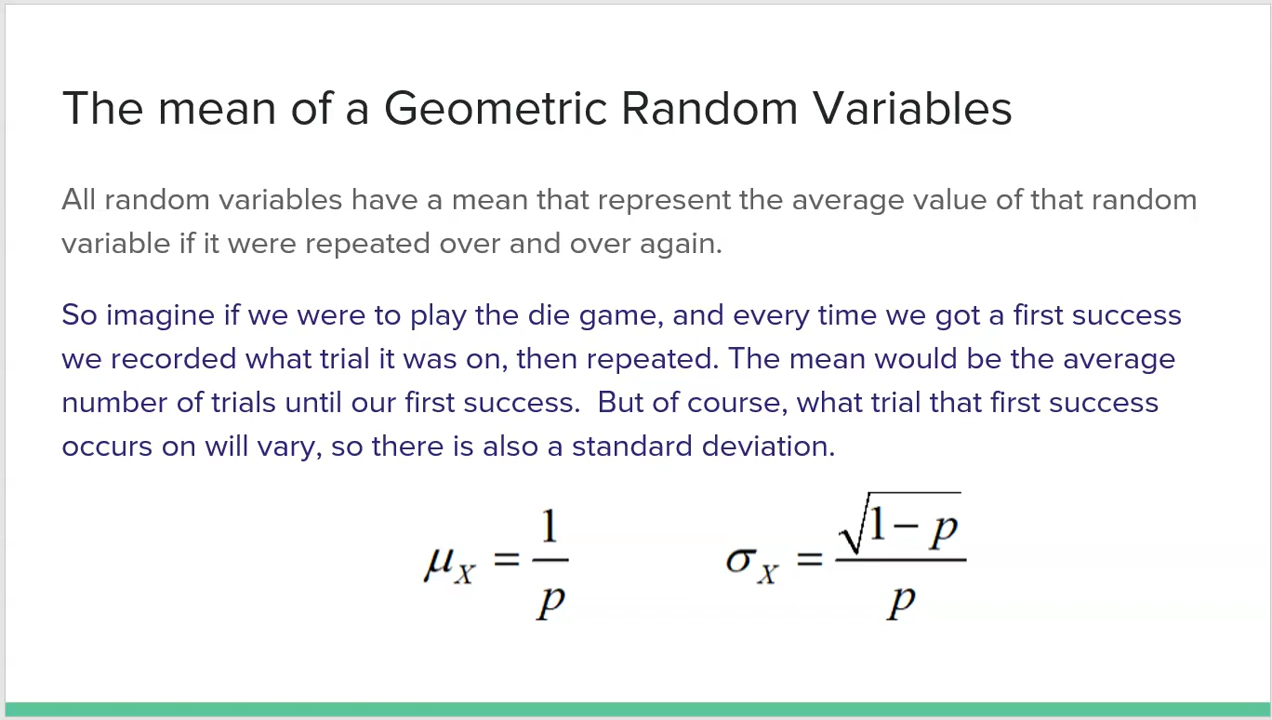 The mean of a Geometric Random Variables
All random variables have a mean that represent the average value of that random
variable if it were repeated over and over again.
So imagine if we were to play the die game, and every time we got a first success
we recorded what trial it was on, then repeated. The mean would be the average
number of trials until our first success.  But of course, what trial that first success
occurs on will vary, so there is also a standard deviation.
μ_X = 1/p    σ_X = √(1 − p)/p